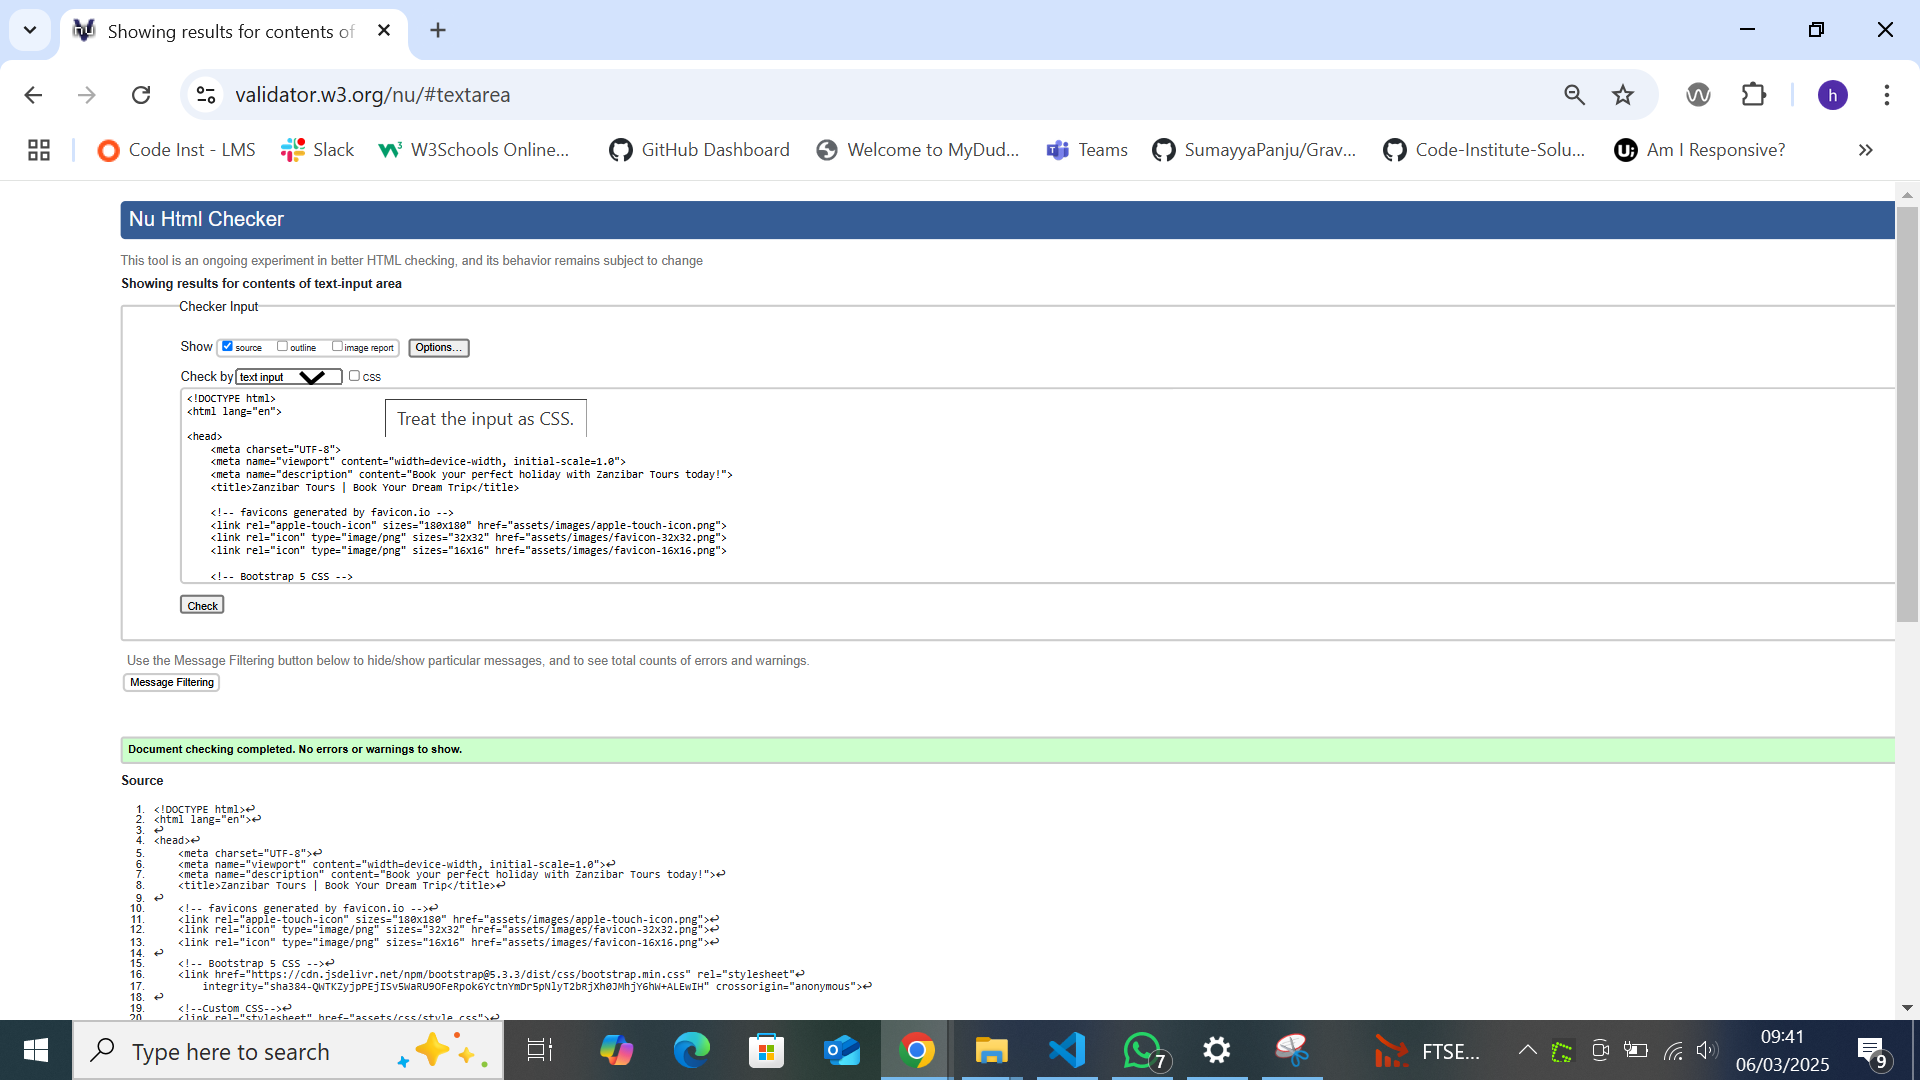 Showing results for contents of
validator.w3.org/nu/#textarea
h
Code Inst - LMS
Slack
W3Schools Online...
GitHub Dashboard
Welcome to MyDud...
Teams
SumayyaPanju/Grav...
Code-Institute-Solu...
Am I Responsive?
Nu Html Checker
This tool is an ongoing experiment in better HTML checking, and its behavior remains subject to change
Showing results for contents of text-input area
Checker Input
Show source outline image report Options...
Check by text input CSS
<!DOCTYPE html>
<html lang="en">
Treat the input as CSS.
<head>
<meta charset="UTF-8">
<meta name="viewport" content="width=device-width, initial-scale=1.0">
<meta name="description" content="Book your perfect holiday with Zanzibar Tours today!">
<title>Zanzibar Tours | Book Your Dream Trip</title>
<!-- favicons generated by favicon.io -->
<link rel="apple-touch-icon" sizes="180x180" href="assets/images/apple-touch-icon.png">
<link rel="icon" type="image/png" sizes="32x32" href="assets/images/favicon-32x32.png">
<link rel="icon" type="image/png" sizes="16x16" href="assets/images/favicon-16x16.png">
<!-- Bootstrap 5 CSS -->
Check
Use the Message Filtering button below to hide/show particular messages, and to see total counts of errors and warnings.
Message Filtering
Document checking completed. No errors or warnings to show.
Source
1. <!DOCTYPE html>↩
2. <html lang="en">↩
3. ↩
4. <head>↩
5. <meta charset="UTF-8">↩
6. <meta name="viewport" content="width=device-width, initial-scale=1.0">↩
7. <meta name="description" content="Book your perfect holiday with Zanzibar Tours today!">↩
8. <title>Zanzibar Tours | Book Your Dream Trip</title>↩
9. ↩
10. <!-- favicons generated by favicon.io -->↩
11. <link rel="apple-touch-icon" sizes="180x180" href="assets/images/apple-touch-icon.png">↩
12. <link rel="icon" type="image/png" sizes="32x32" href="assets/images/favicon-32x32.png">↩
13. <link rel="icon" type="image/png" sizes="16x16" href="assets/images/favicon-16x16.png">↩
14. ↩
15. <!-- Bootstrap 5 CSS -->↩
16. <link href="https://cdn.jsdelivr.net/npm/bootstrap@5.3.3/dist/css/bootstrap.min.css" rel="stylesheet"↩
17. integrity="sha384-QWTKZyjpPEjISv5WaRU9OFeRpok6YctnYmDr5pNlyT2bRjXh0JMhjY6hW+ALEwIH" crossorigin="anonymous">↩
18. ↩
19. <!--Custom CSS-->↩
20. <link rel="stylesheet" href="assets/css/style.css">↩
Type here to search
7
FTSE...
09:41
06/03/2025
9